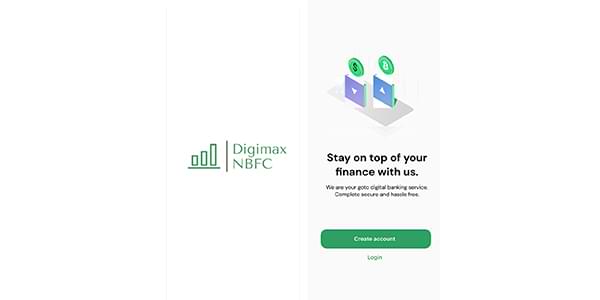 Digimax
NBFC
Stay on top of your
finance with us.
We are your goto digital banking service.
Complete secure and hassle free.
Create account
Login